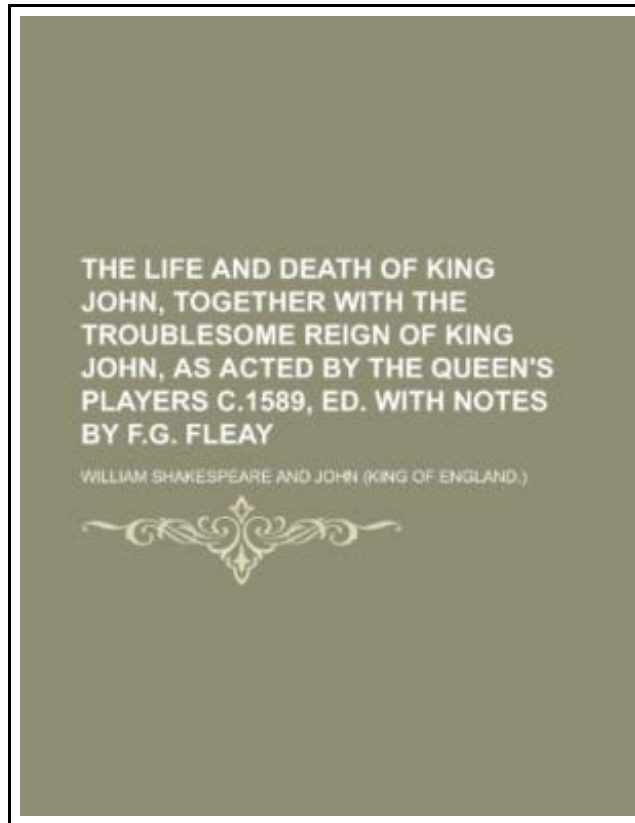 THE LIFE AND DEATH OF KING
JOHN, TOGETHER WITH THE
TROUBLESOME REIGN OF KING
JOHN, AS ACTED BY THE QUEEN'S
PLAYERS C.1589, ED. WITH NOTES
BY F.G. FLEAY
WILLIAM SHAKESPEARE AND JOHN (KING OF ENGLAND.)